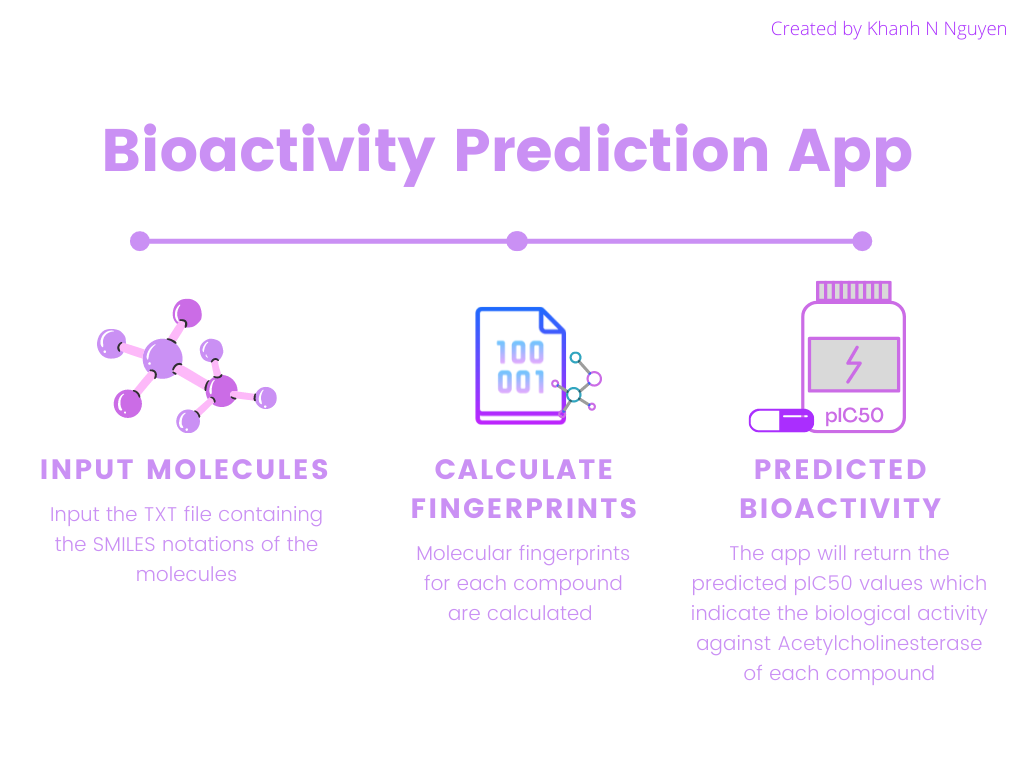 Created by Khanh N Nguyen
Bioactivity Prediction App
100
001
pIC50
INPUT MOLECULES
Input the TXT file containing
the SMILES notations of the
molecules
CALCULATE
FINGERPRINTS
Molecular fingerprints
for each compound
are calculated
PREDICTED
BIOACTIVITY
The app will return the
predicted pIC50 values which
indicate the biological activity
against Acetylcholinesterase
of each compound